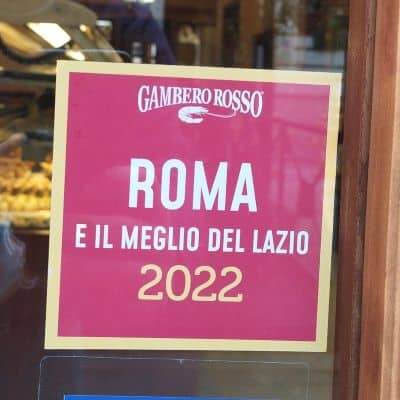 GAMBERO ROSSO
ROMA
E IL MEGLIO DEL LAZIO
2022